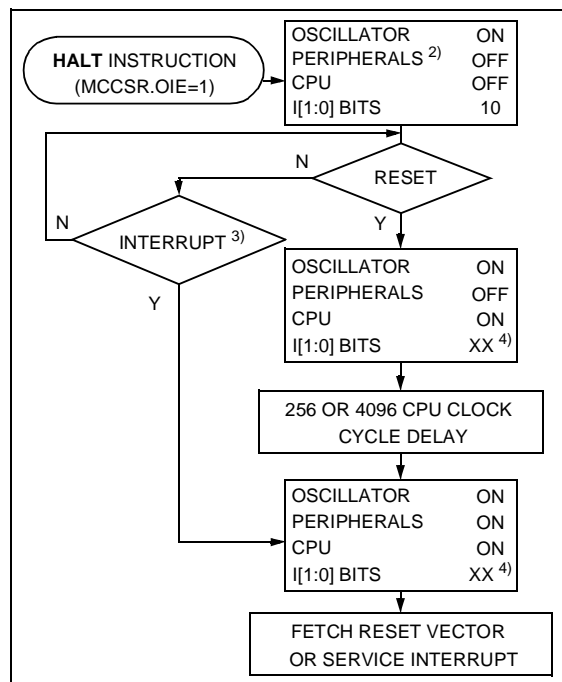 HALT INSTRUCTION
(MCCSR.OIE=1)
OSCILLATOR ON
PERIPHERALS 2) OFF
CPU OFF
I[1:0] BITS 10
RESET
N
Y
INTERRUPT 3)
N
Y
OSCILLATOR ON
PERIPHERALS OFF
CPU ON
I[1:0] BITS XX 4)
256 OR 4096 CPU CLOCK
CYCLE DELAY
OSCILLATOR ON
PERIPHERALS ON
CPU ON
I[1:0] BITS XX 4)
FETCH RESET VECTOR
OR SERVICE INTERRUPT